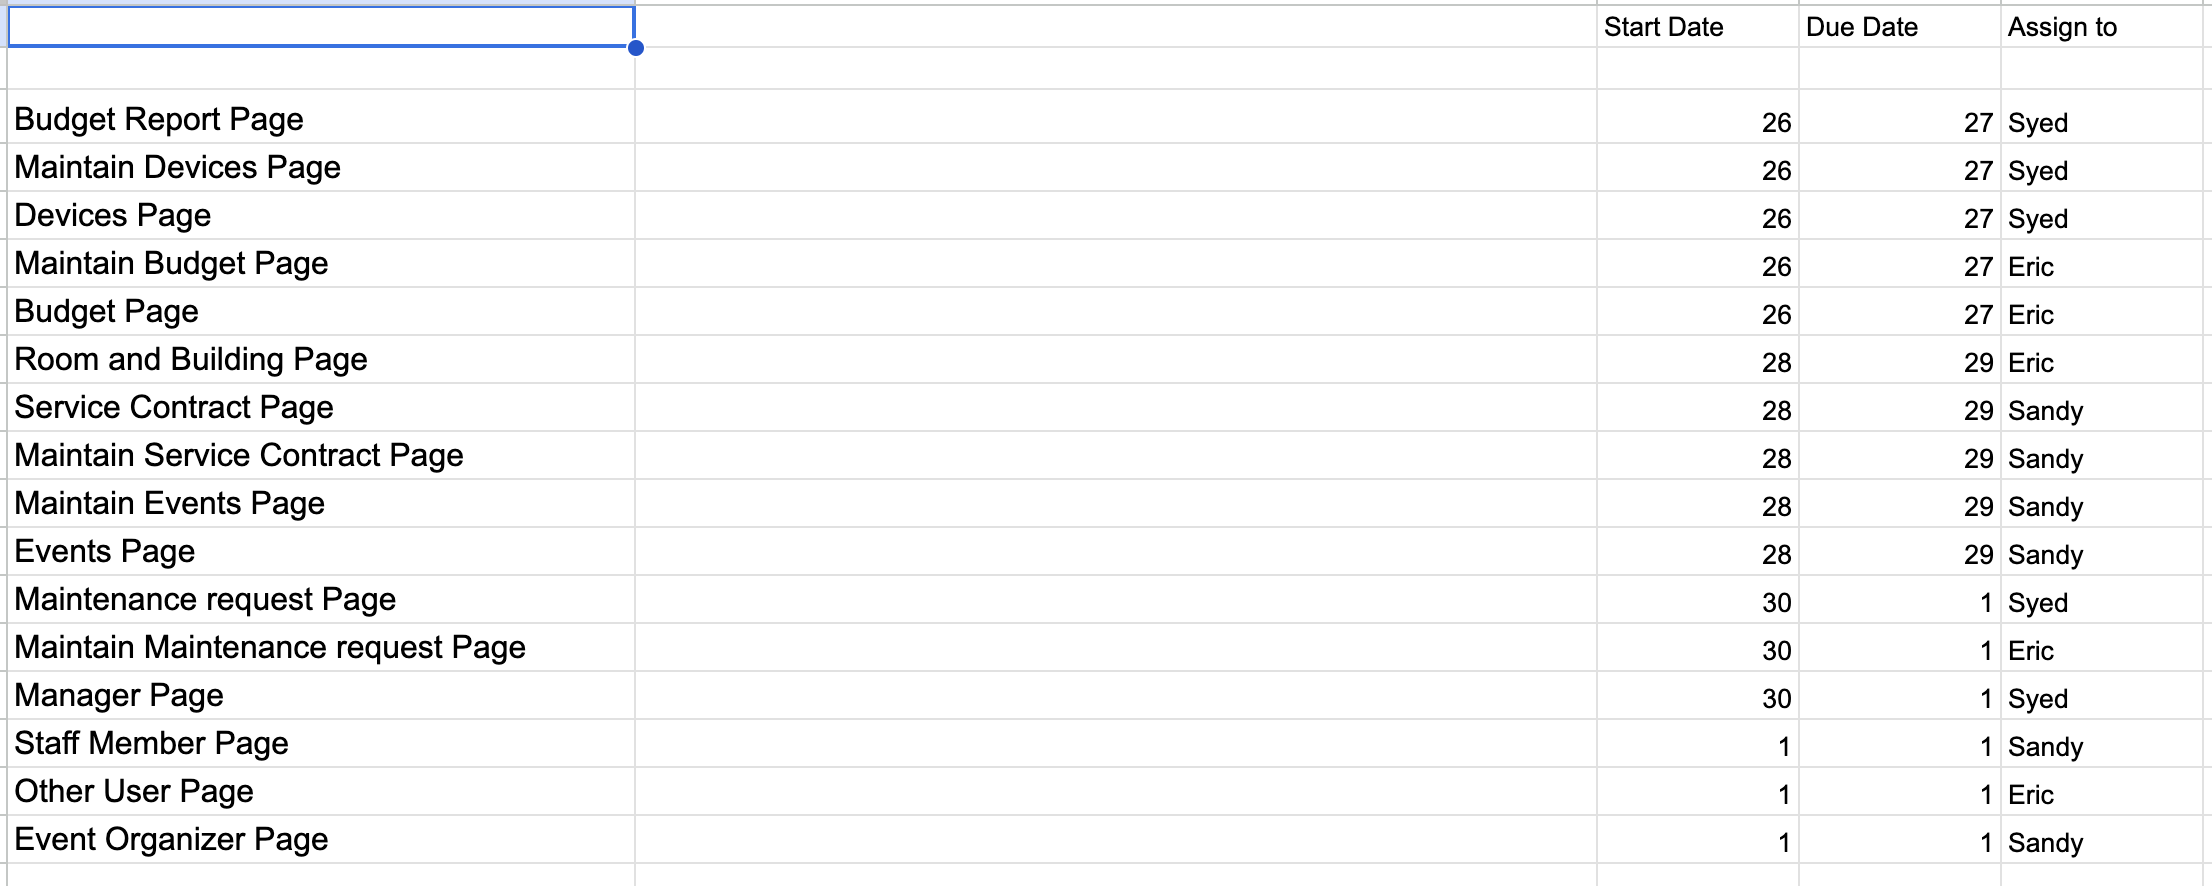 Start Date Due Date Assign to
Budget Report Page 26 27 Syed
Maintain Devices Page 26 27 Syed
Devices Page 26 27 Syed
Maintain Budget Page 26 27 Eric
Budget Page 26 27 Eric
Room and Building Page 28 29 Eric
Service Contract Page 28 29 Sandy
Maintain Service Contract Page 28 29 Sandy
Maintain Events Page 28 29 Sandy
Events Page 28 29 Sandy
Maintenance request Page 30 1 Syed
Maintain Maintenance request Page 30 1 Eric
Manager Page 30 1 Syed
Staff Member Page 1 1 Sandy
Other User Page 1 1 Eric
Event Organizer Page 1 1 Sandy